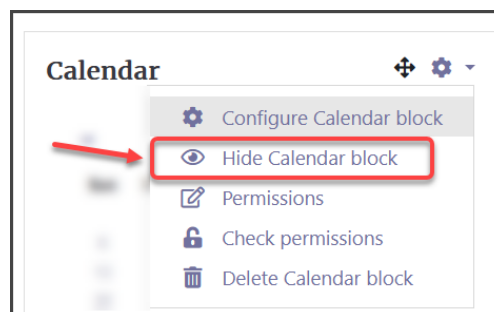 Calendar
Configure Calendar block
Hide Calendar block
Permissions
Check permissions
Delete Calendar block